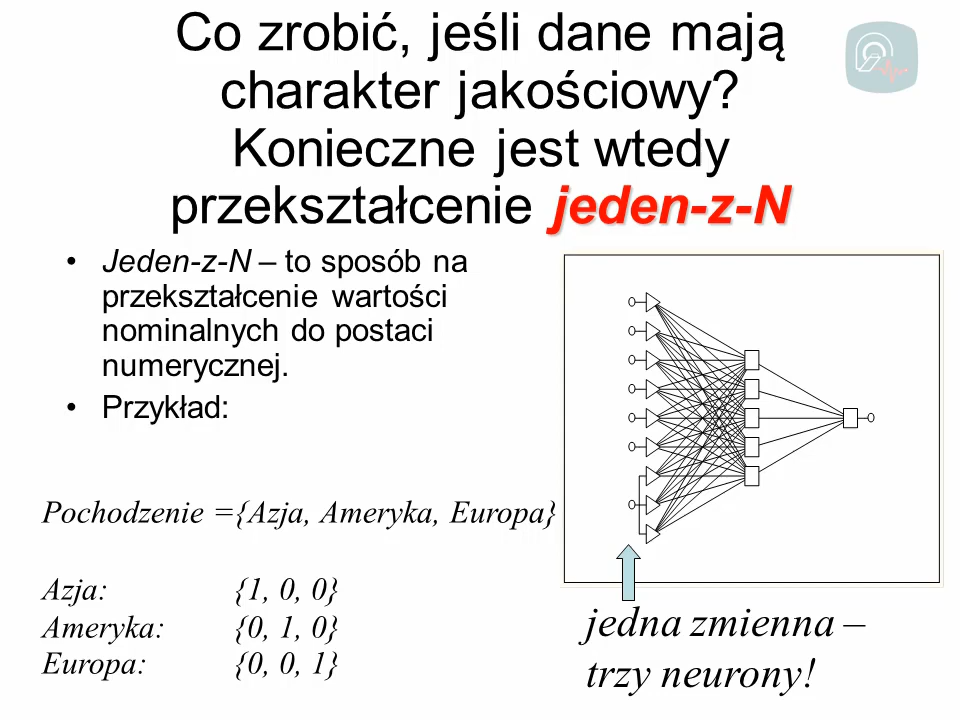 Co zrobić, jeśli dane mają
charakter jakościowy?
Konieczne jest wtedy
przekształcenie jeden-z-N
• Jeden-z-N – to sposób na
przekształcenie wartości
nominalnych do postaci
numerycznej.
• Przykład:
Pochodzenie ={Azja, Ameryka, Europa}
Azja: {1, 0, 0}
Ameryka: {0, 1, 0}
Europa: {0, 0, 1}
jedna zmienna –
trzy neurony!